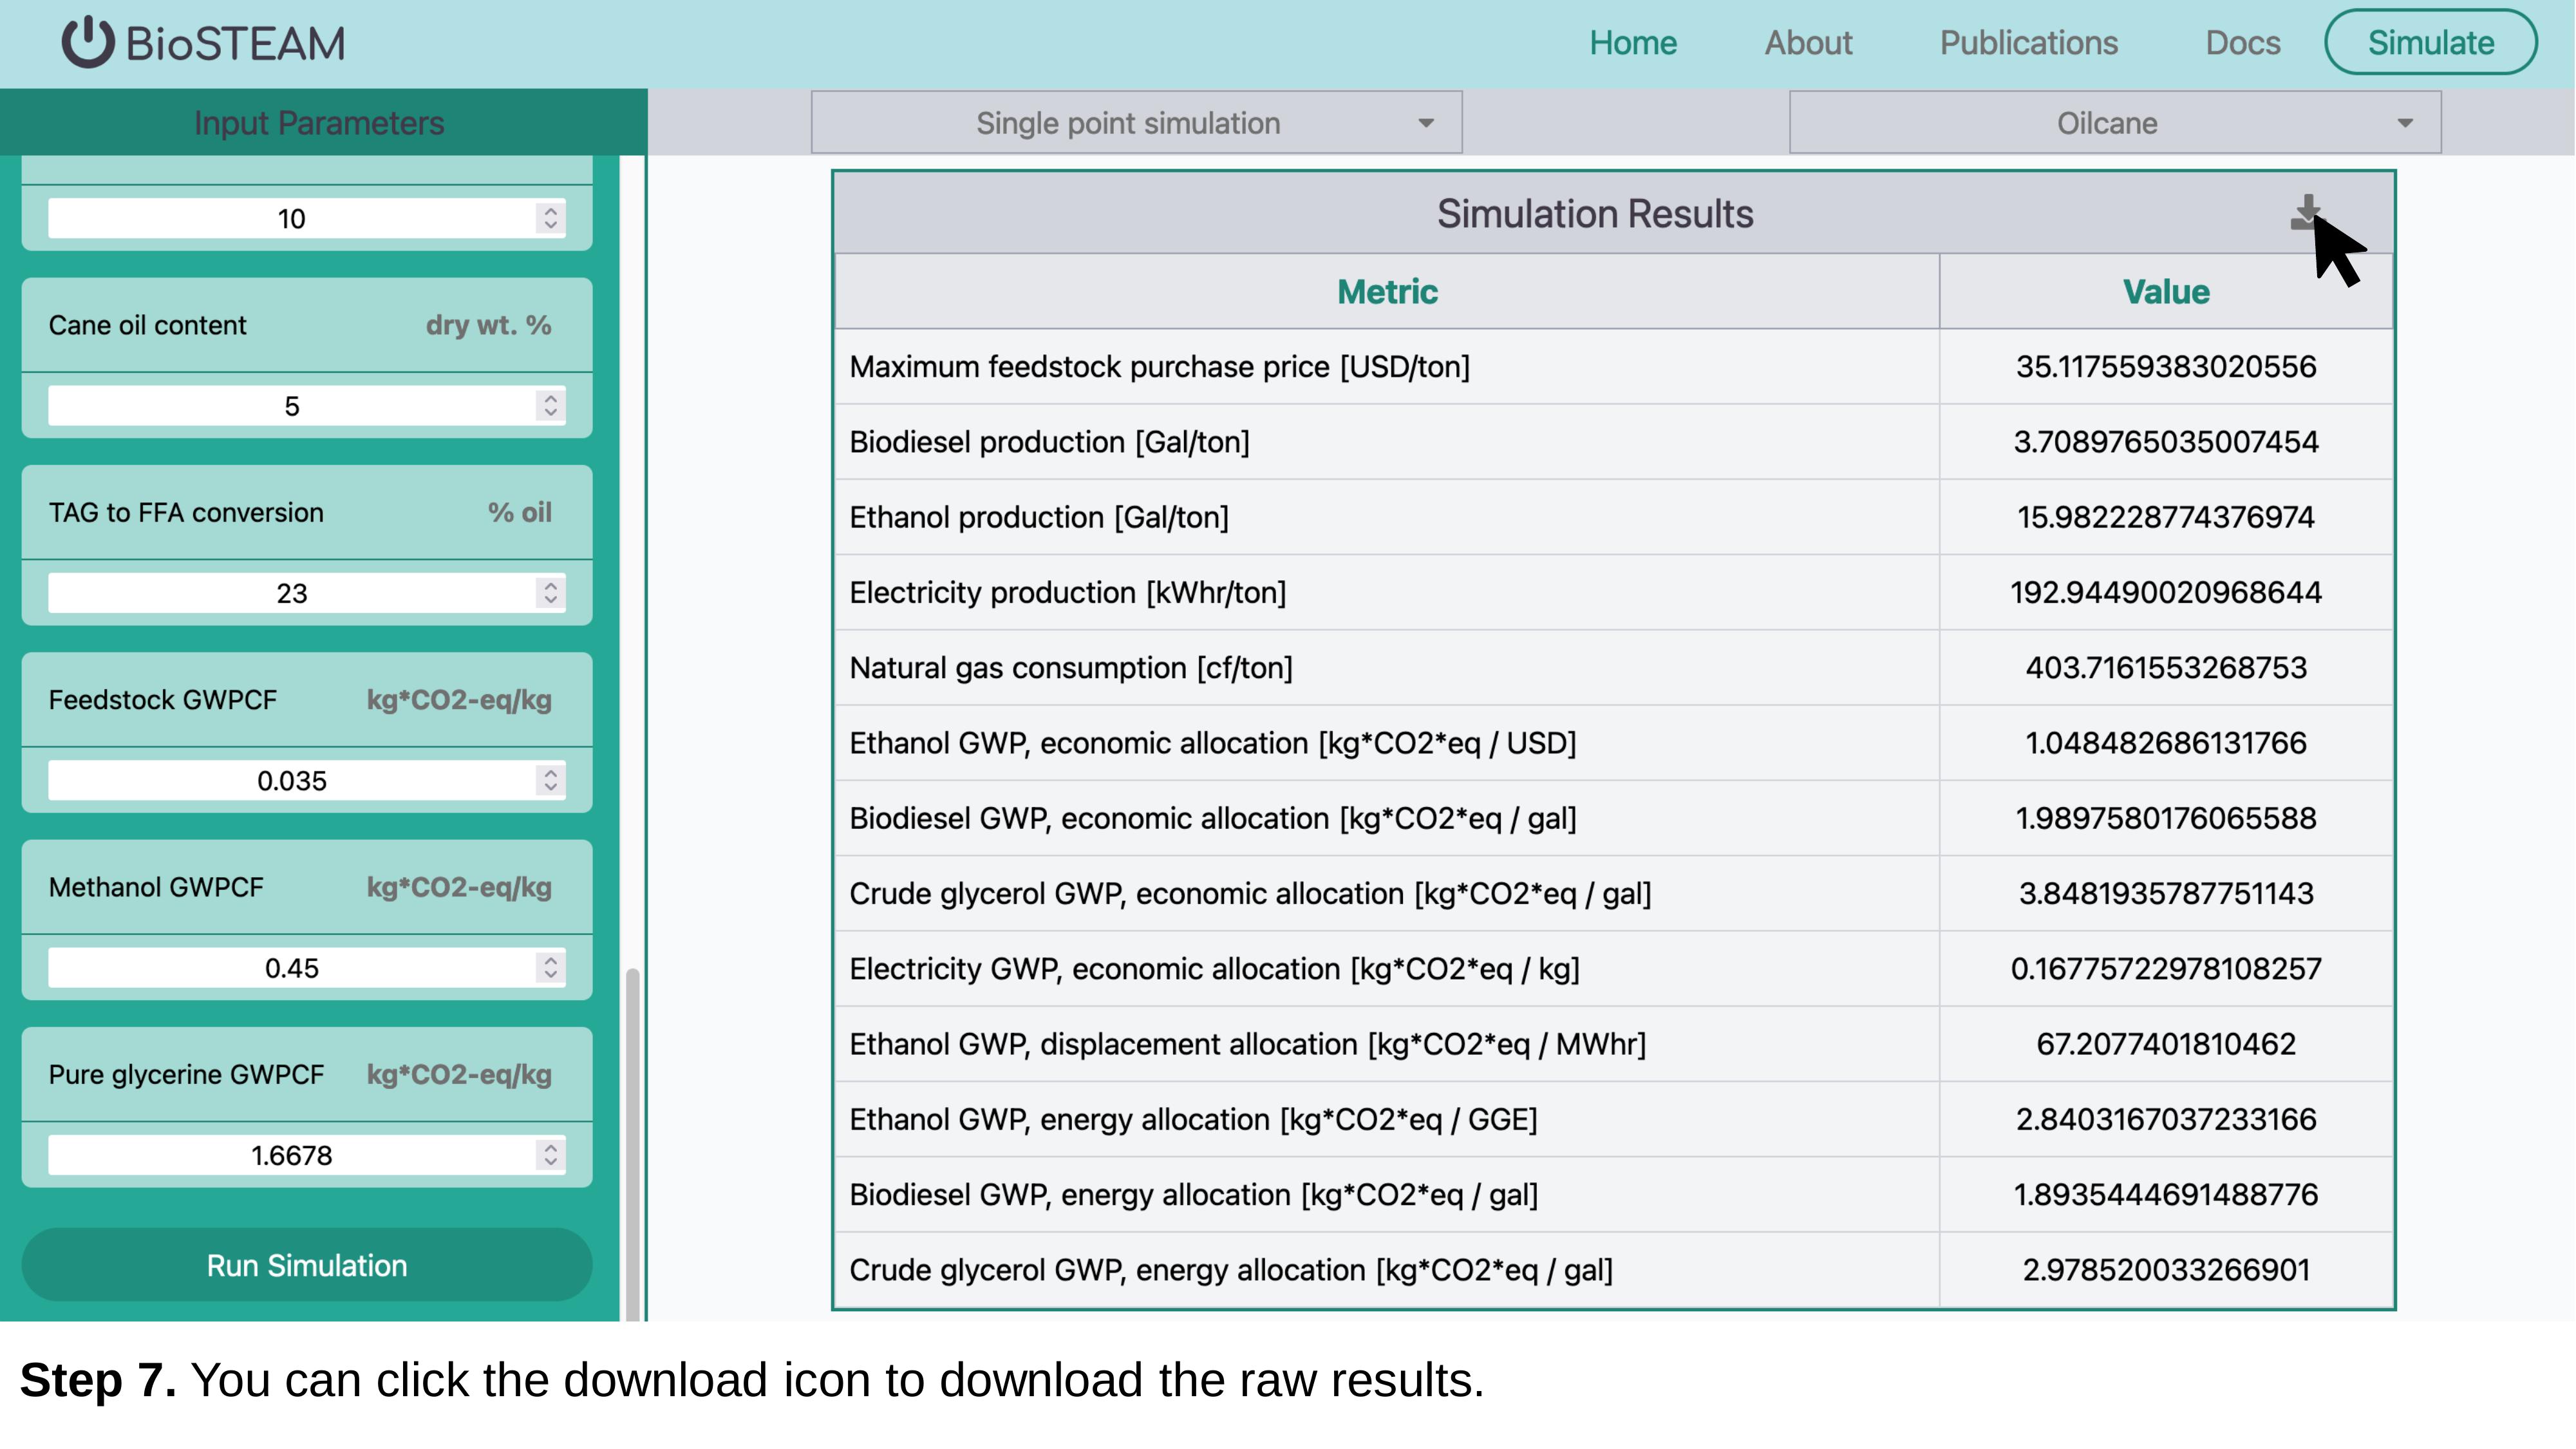 BioSTEAM
Home About Publications Docs Simulate
Input Parameters
Single point simulation
Oilcane
10
Cane oil content dry wt. %
5
TAG to FFA conversion % oil
23
Feedstock GWPCF kg*CO2-eq/kg
0.035
Methanol GWPCF kg*CO2-eq/kg
0.45
Pure glycerine GWPCF kg*CO2-eq/kg
1.6678
Run Simulation
Simulation Results
Metric Value
Maximum feedstock purchase price [USD/ton] 35.117559383020556
Biodiesel production [Gal/ton] 3.7089765035007454
Ethanol production [Gal/ton] 15.982228774376974
Electricity production [kWhr/ton] 192.94490020968644
Natural gas consumption [cf/ton] 403.7161553268753
Ethanol GWP, economic allocation [kg*CO2*eq / USD] 1.048482686131766
Biodiesel GWP, economic allocation [kg*CO2*eq / gal] 1.9897580176065588
Crude glycerol GWP, economic allocation [kg*CO2*eq / gal] 3.8481935787751143
Electricity GWP, economic allocation [kg*CO2*eq / kg] 0.16775722978108257
Ethanol GWP, displacement allocation [kg*CO2*eq / MWhr] 67.2077401810462
Ethanol GWP, energy allocation [kg*CO2*eq / GGE] 2.8403167037233166
Biodiesel GWP, energy allocation [kg*CO2*eq / gal] 1.8935444691488776
Crude glycerol GWP, energy allocation [kg*CO2*eq / gal] 2.978520033266901
Step 7. You can click the download icon to download the raw results.